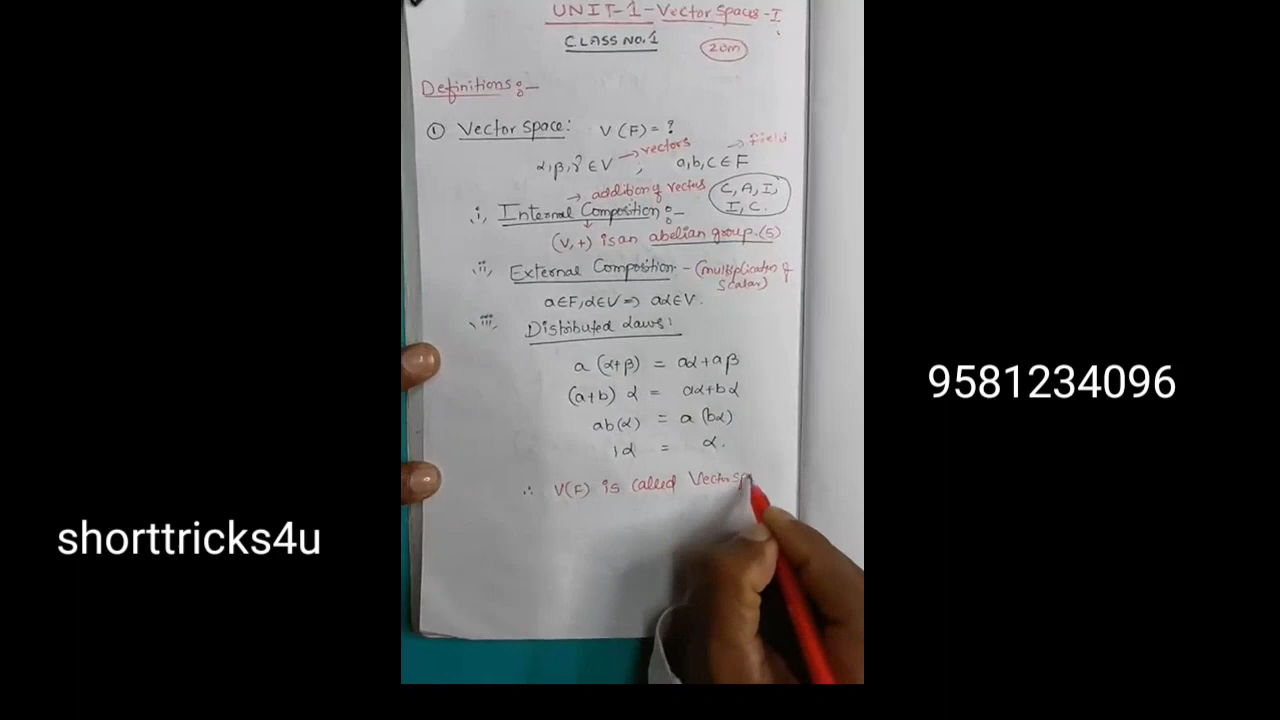 UNIT-1-Vector Spaces-I
CLASS NO.1
20m
Definitions:-
① Vector space: V(F) = ?
α, β, γ ∈ V → vectors ; a, b, c ∈ F → field
→ addition of vectors
C, A, I,
I, C.
i, Internal Composition:-
(V, +) is an abelian group. (5)
ii, External Composition - (multiplication of
scalar)
a ∈ F, α ∈ V ⇒ aα ∈ V.
iii, Distributed Laws:
a (α+β) = aα + aβ
(a+b) α = aα + bα
ab(α) = a (bα)
1α = α.
∴ V(F) is called Vector sp
9581234096
shorttricks4u